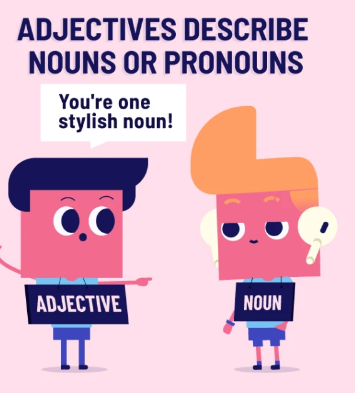 ADJECTIVES DESCRIBE
NOUNS OR PRONOUNS
You're one
stylish noun!
ADJECTIVE
NOUN